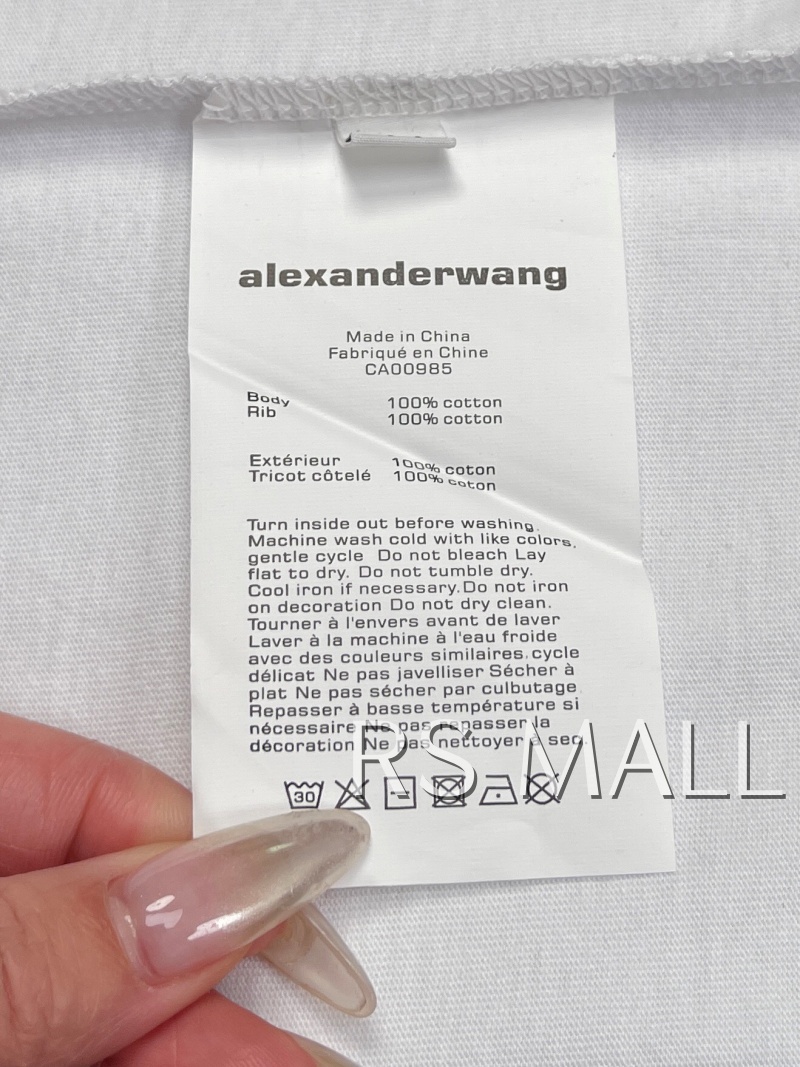 alexanderwang
Made in China
Fabriqué en Chine
CA00985
Body 100% cotton
Rib 100% cotton
Extérieur 100% coton
Tricot côtelé 100% coton
Turn inside out before washing.
Machine wash cold with like colors,
gentle cycle Do not bleach Lay
flat to dry. Do not tumble dry.
Cool iron if necessary.Do not iron
on decoration Do not dry clean.
Tourner à l'envers avant de laver
Laver à la machine à l'eau froide
avec des couleurs similaires.cycle
délicat Ne pas javelliser Sécher à
plat Ne pas sécher par culbutage
Repasser à basse température si
nécessaire Ne pas repasser la
décoration Ne pas nettoyer à sec.
30
RS MALL